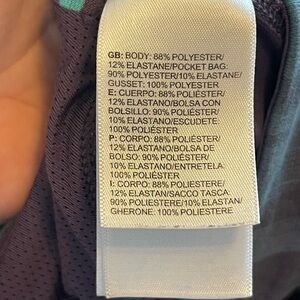 GB: BODY: 88% POLYESTER/
12% ELASTANE/POCKET BAG:
90% POLYESTER/10% ELASTANE/
GUSSET: 100% POLYESTER
E: CUERPO: 88% POLIÉSTER/
12% ELASTANO/BOLSA CON
BOLSILLO: 90% POLIÉSTER/
10% ELASTANO/ESCUDETE:
100% POLIÉSTER
P: CORPO: 88% POLIÉSTER/
12% ELASTANO/BOLSA DE
BOLSO: 90% POLIÉSTER/
10% ELASTANO/ENTRETELA:
100% POLIÉSTER
I: CORPO: 88% POLIESTERE/
12% ELASTAN/SACCO TASCA:
90% POLIESTERE/10% ELASTAN/
GHERONE: 100% POLIESTERE